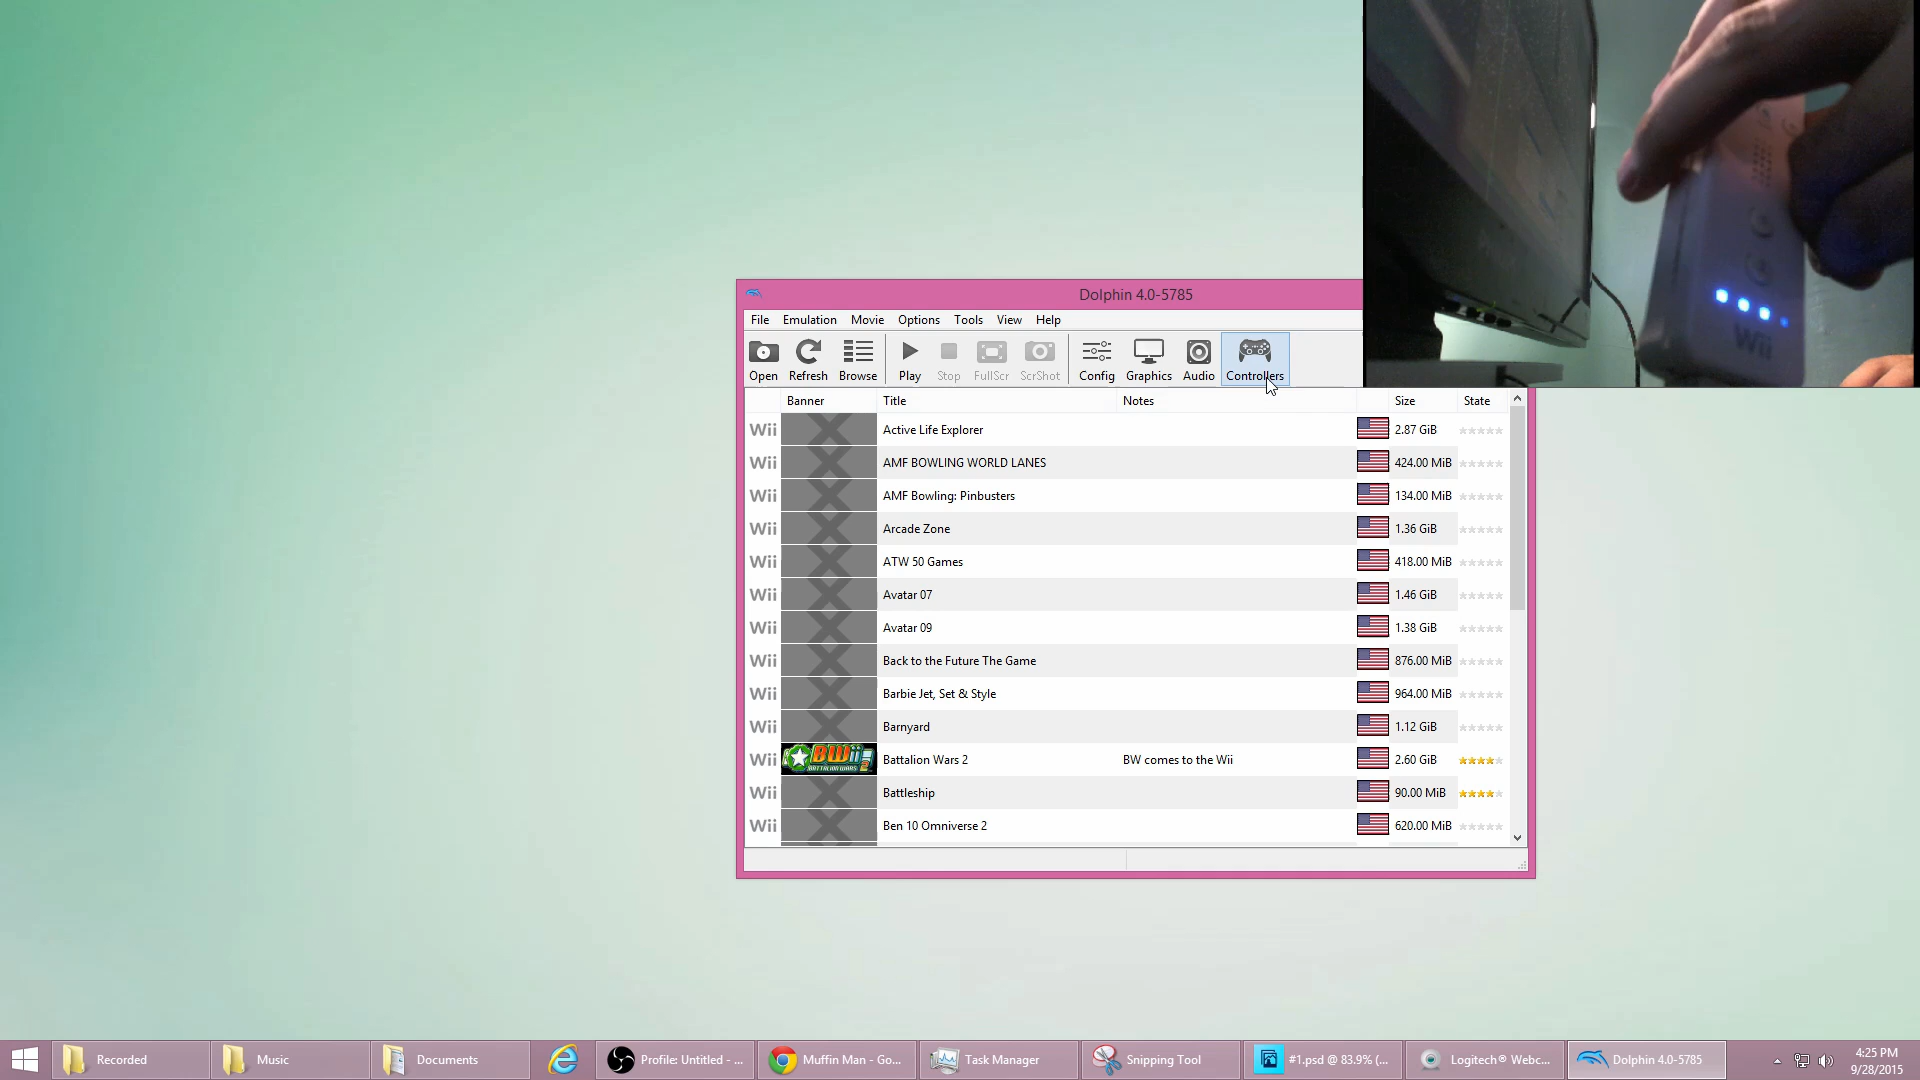 Dolphin 4.0-5785
File Emulation Movie Options Tools View Help
Open Refresh Browse Play Stop FullScr ScrShot Config Graphics Audio Controllers
Banner Title Notes Size State
Wii Active Life Explorer 2.87 GiB
Wii AMF BOWLING WORLD LANES 424.00 MiB
Wii AMF Bowling: Pinbusters 134.00 MiB
Wii Arcade Zone 1.36 GiB
Wii ATW 50 Games 418.00 MiB
Wii Avatar 07 1.46 GiB
Wii Avatar 09 1.38 GiB
Wii Back to the Future The Game 876.00 MiB
Wii Barbie Jet, Set & Style 964.00 MiB
Wii Barnyard 1.12 GiB
Wii BWii BATTALION WARS 2 Battalion Wars 2 BW comes to the Wii 2.60 GiB
Wii Battleship 90.00 MiB
Wii Ben 10 Omniverse 2 620.00 MiB
Wii
Recorded Music Documents Profile: Untitled - ... Muffin Man - Go... Task Manager Snipping Tool #1.psd @ 83.9% (... Logitech® Webc... Dolphin 4.0-5785
4:25 PM
9/28/2015